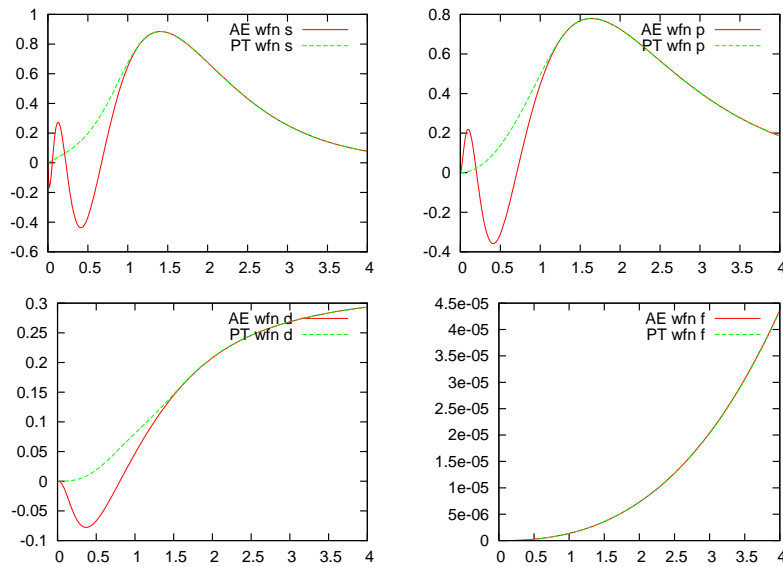 1
0.8
0.6
0.4
0.2
0
-0.2
-0.4
-0.6
0 0.5 1 1.5 2 2.5 3 3.5 4
AE wfn s
PT wfn s
0.8
0.6
0.4
0.2
0
-0.2
-0.4
0 0.5 1 1.5 2 2.5 3 3.5 4
AE wfn p
PT wfn p
0.3
0.25
0.2
0.15
0.1
0.05
0
-0.05
-0.1
0 0.5 1 1.5 2 2.5 3 3.5 4
AE wfn d
PT wfn d
4.5e-05
4e-05
3.5e-05
3e-05
2.5e-05
2e-05
1.5e-05
1e-05
5e-06
0
0 0.5 1 1.5 2 2.5 3 3.5 4
AE wfn f
PT wfn f